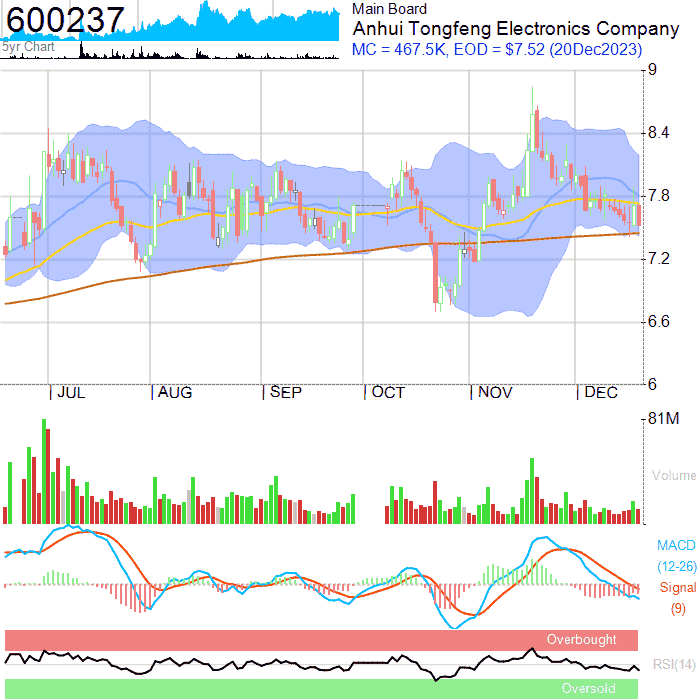 600237
5yr Chart
Main Board
Anhui Tongfeng Electronics Company
MC = 467.5K, EOD = $7.52 (20Dec2023)
9
8.4
7.8
7.2
6.6
6
JUL AUG SEP OCT NOV DEC
81M
Volume
MACD
(12-26)
Signal
(9)
Overbought
RSI(14)
Oversold